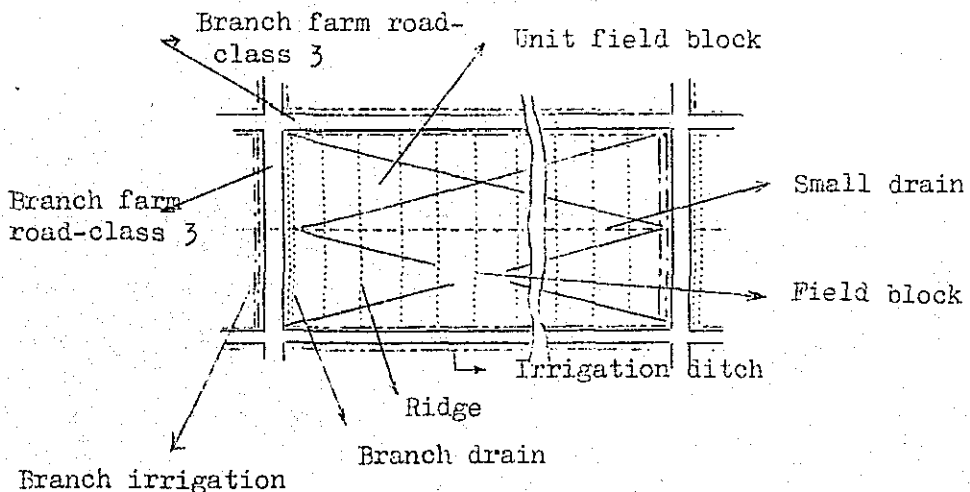 Branch farm road-
class 3
Unit field block
Branch farm
road-class 3
Small drain
Field block
Irrigation ditch
Ridge
Branch drain
Branch irrigation